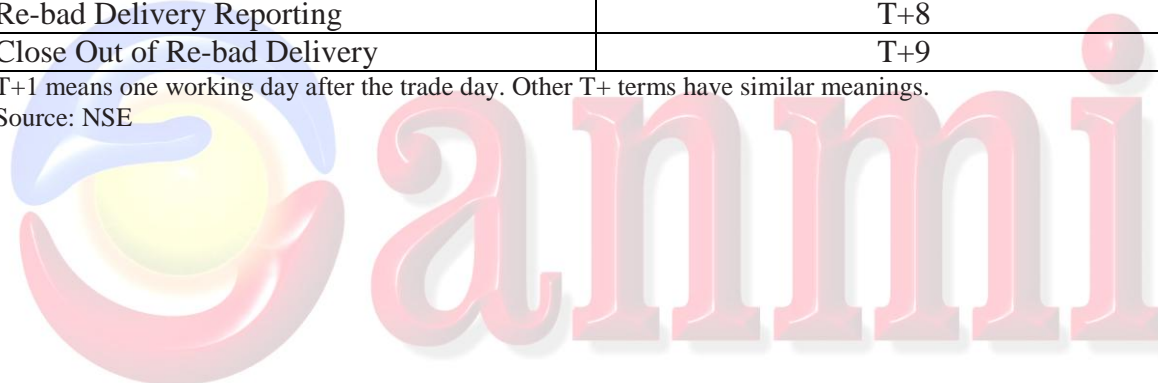 Re-bad Delivery Reporting T+8
Close Out of Re-bad Delivery T+9
T+1 means one working day after the trade day. Other T+ terms have similar meanings.
Source: NSE
anmi